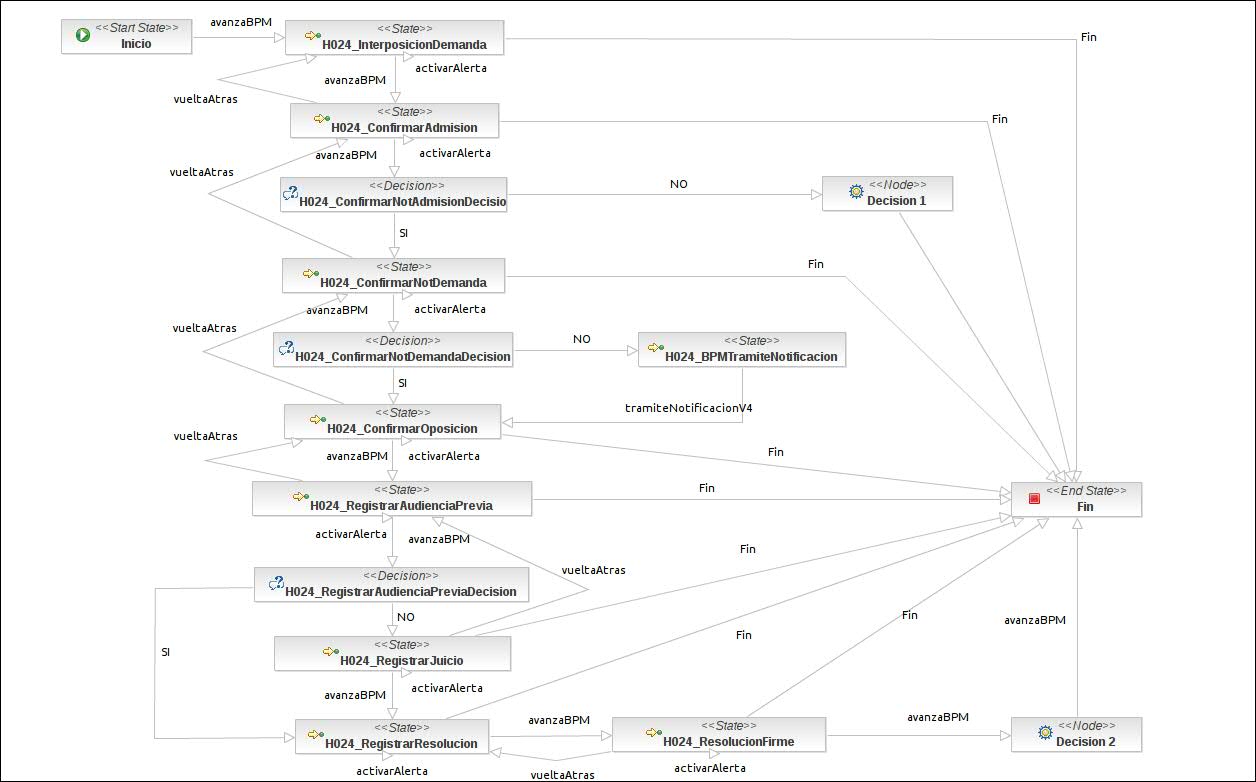 <<Start State>>
Inicio
avanzaBPM
<<State>>
H024_InterposicionDemanda
Fin
activarAlerta
avanzaBPM
vueltaAtras
<<State>>
H024_ConfirmarAdmision
Fin
avanzaBPM
activarAlerta
vueltaAtras
<<Decision>>
H024_ConfirmarNotAdmisionDecisio
NO
<<Node>>
Decision 1
SI
<<State>>
H024_ConfirmarNotDemanda
Fin
avanzaBPM
activarAlerta
vueltaAtras
<<Decision>>
H024_ConfirmarNotDemandaDecision
NO
<<State>>
H024_BPMTramiteNotificacion
SI
tramiteNotificacionV4
<<State>>
H024_ConfirmarOposicion
vueltaAtras
avanzaBPM
activarAlerta
Fin
<<State>>
H024_RegistrarAudienciaPrevia
Fin
<<End State>>
Fin
activarAlerta
avanzaBPM
Fin
vueltaAtras
<<Decision>>
H024_RegistrarAudienciaPreviaDecision
NO
SI
<<State>>
H024_RegistrarJuicio
Fin
Fin
avanzaBPM
avanzaBPM
activarAlerta
<<State>>
H024_RegistrarResolucion
avanzaBPM
<<State>>
H024_ResolucionFirme
avanzaBPM
<<Node>>
Decision 2
activarAlerta
vueltaAtras
activarAlerta